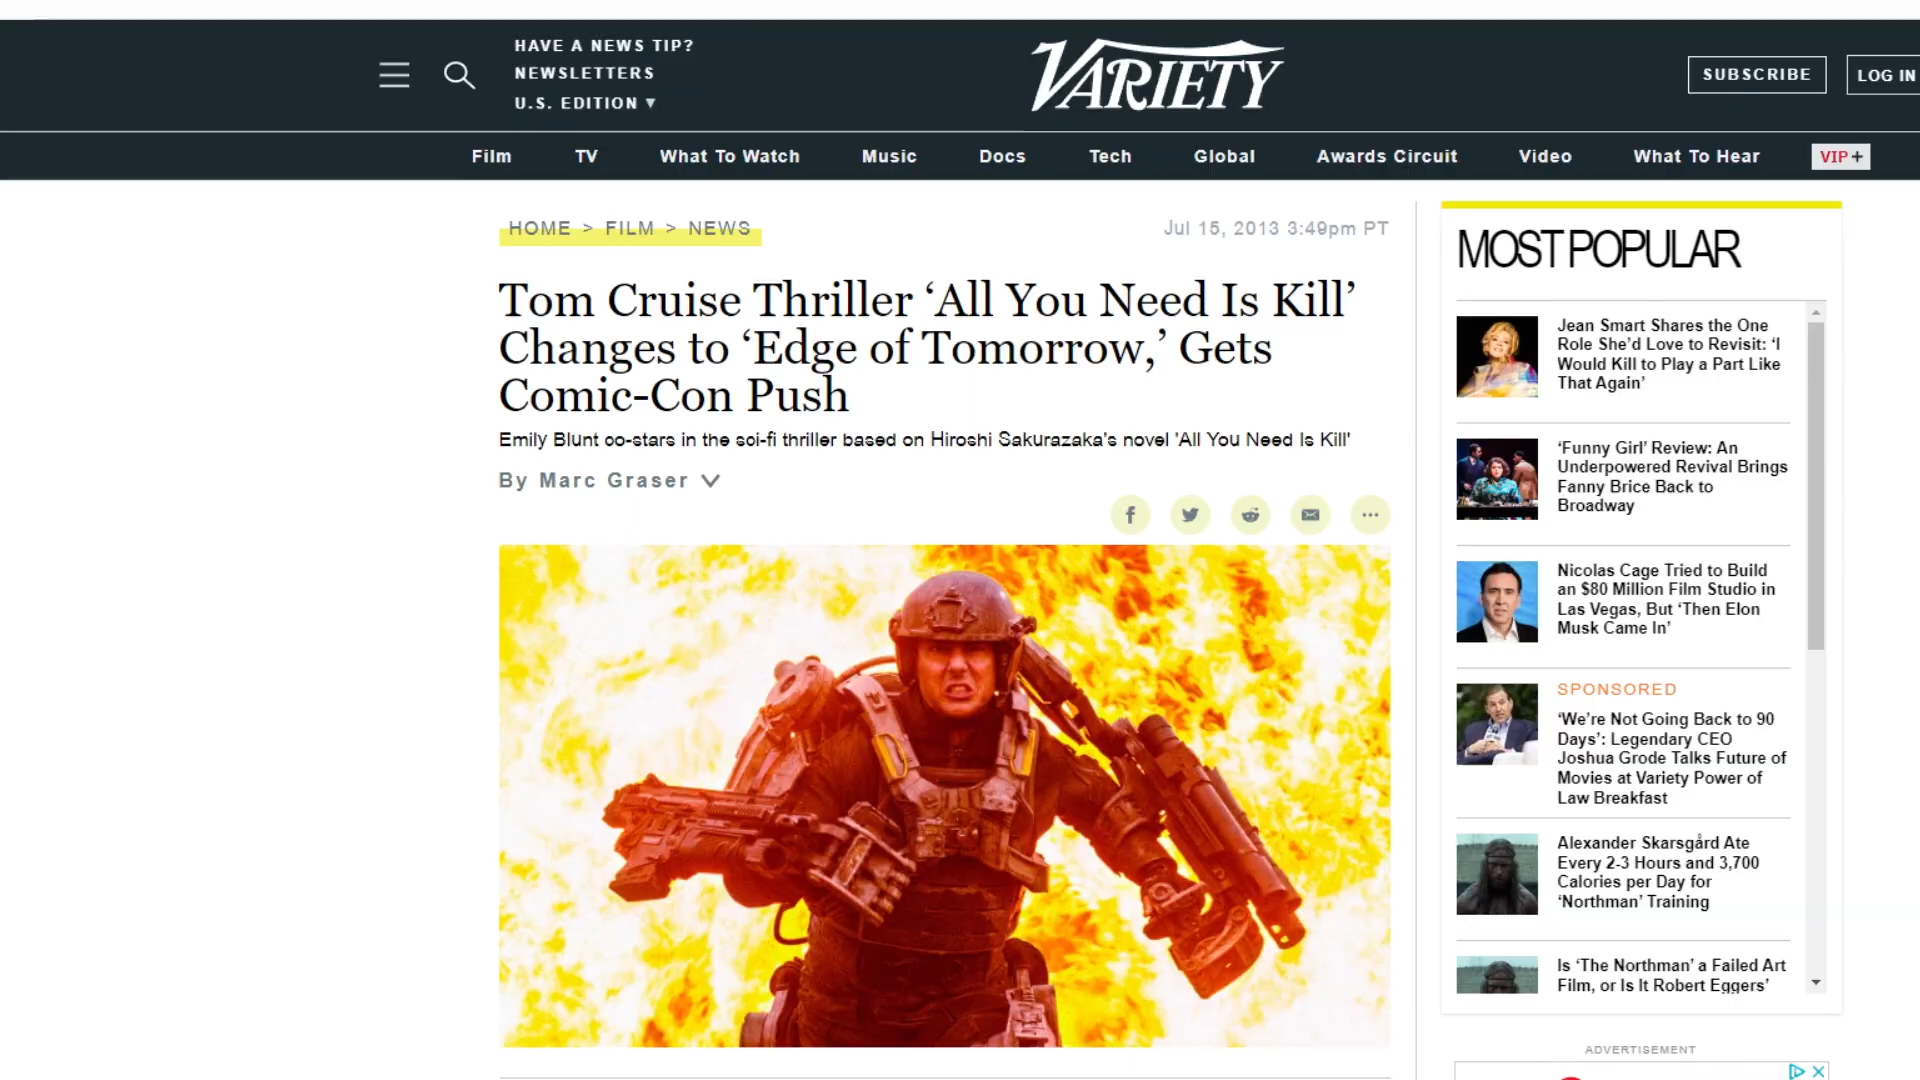 HAVE A NEWS TIP?
NEWSLETTERS
U.S. EDITION ▼
VARIETY
SUBSCRIBE
LOG IN
Film TV What To Watch Music Docs Tech Global Awards Circuit Video What To Hear VIP+
HOME > FILM > NEWS
Jul 15, 2013 3:49pm PT
Tom Cruise Thriller ‘All You Need Is Kill’
Changes to ‘Edge of Tomorrow,’ Gets
Comic-Con Push
Emily Blunt co-stars in the sci-fi thriller based on Hiroshi Sakurazaka's novel 'All You Need Is Kill'
By Marc Graser
MOST POPULAR
Jean Smart Shares the One
Role She’d Love to Revisit: ‘I
Would Kill to Play a Part Like
That Again’
‘Funny Girl’ Review: An
Underpowered Revival Brings
Fanny Brice Back to
Broadway
Nicolas Cage Tried to Build
an $80 Million Film Studio in
Las Vegas, But ‘Then Elon
Musk Came In’
SPONSORED
‘We’re Not Going Back to 90
Days’: Legendary CEO
Joshua Grode Talks Future of
Movies at Variety Power of
Law Breakfast
Alexander Skarsgård Ate
Every 2-3 Hours and 3,700
Calories per Day for
‘Northman’ Training
Is ‘The Northman’ a Failed Art
Film, or Is It Robert Eggers’
ADVERTISEMENT